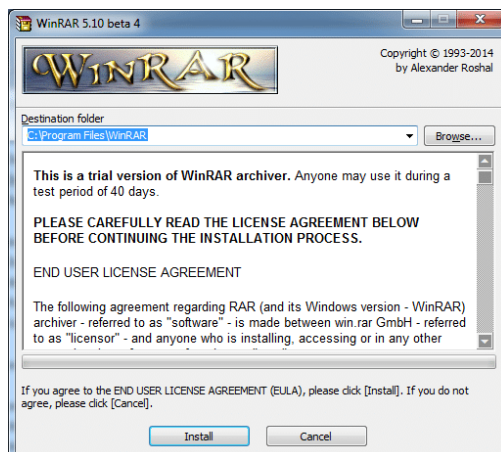 WinRAR 5.10 beta 4
WinRAR
Copyright © 1993-2014
by Alexander Roshal
Destination folder
C:\Program Files\WinRAR
Browse...
This is a trial version of WinRAR archiver. Anyone may use it during a
test period of 40 days.
PLEASE CAREFULLY READ THE LICENSE AGREEMENT BELOW
BEFORE CONTINUING THE INSTALLATION PROCESS.
END USER LICENSE AGREEMENT
The following agreement regarding RAR (and its Windows version - WinRAR)
archiver - referred to as "software" - is made between win.rar GmbH - referred
to as "licensor" - and anyone who is installing, accessing or in any other
If you agree to the END USER LICENSE AGREEMENT (EULA), please click [Install]. If you do not
agree, please click [Cancel].
Install
Cancel